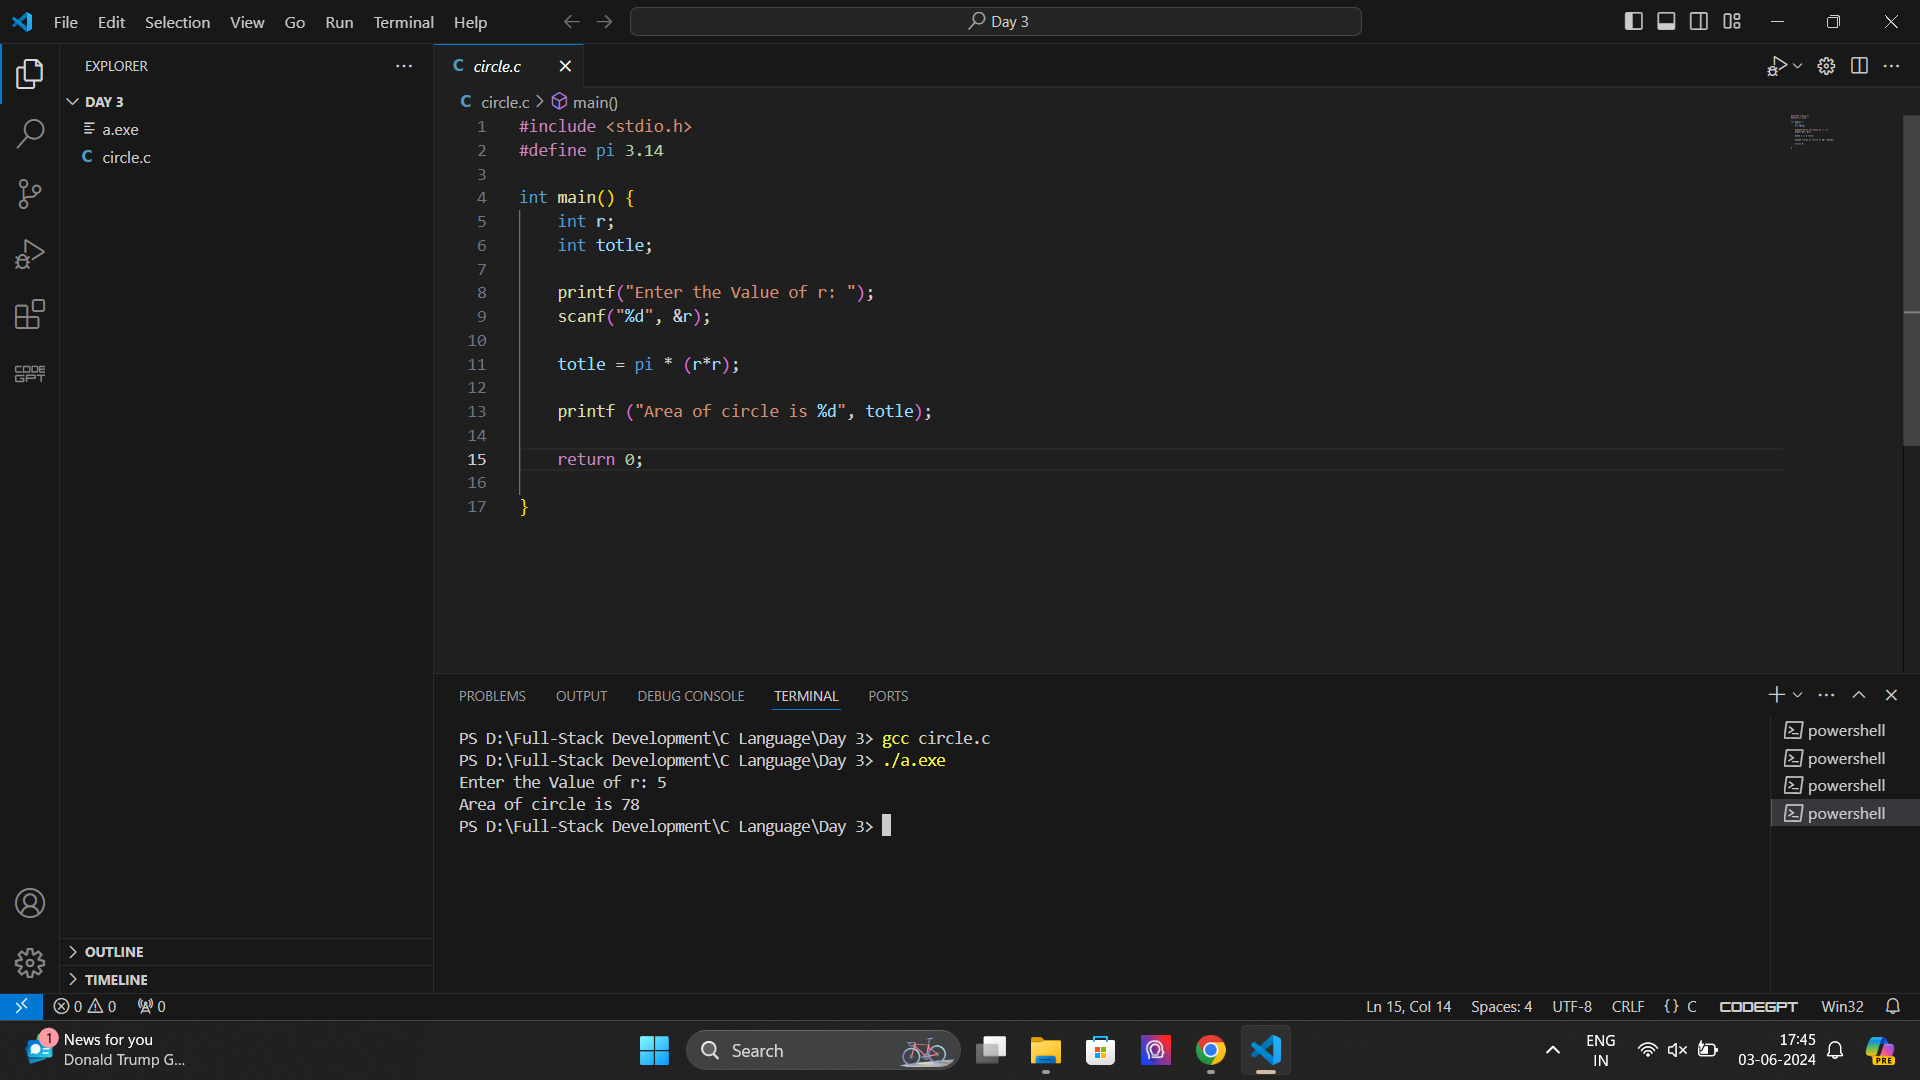 File Edit Selection View Go Run Terminal Help
Day 3
EXPLORER
DAY 3
a.exe
C circle.c
CODE
GPT
OUTLINE
TIMELINE
C circle.c
C circle.c > main()
1 #include <stdio.h>
2 #define pi 3.14
3
4 int main() {
5 int r;
6 int totle;
7
8 printf("Enter the Value of r: ");
9 scanf("%d", &r);
10
11 totle = pi * (r*r);
12
13 printf ("Area of circle is %d", totle);
14
15 return 0;
16
17 }
PROBLEMS OUTPUT DEBUG CONSOLE TERMINAL PORTS
PS D:\Full-Stack Development\C Language\Day 3> gcc circle.c
PS D:\Full-Stack Development\C Language\Day 3> ./a.exe
Enter the Value of r: 5
Area of circle is 78
PS D:\Full-Stack Development\C Language\Day 3>
powershell
powershell
powershell
powershell
0 0 0
Ln 15, Col 14 Spaces: 4 UTF-8 CRLF {} C CODEGPT Win32
1
News for you
Donald Trump G...
Search
ENG
IN
17:45
03-06-2024
PRE